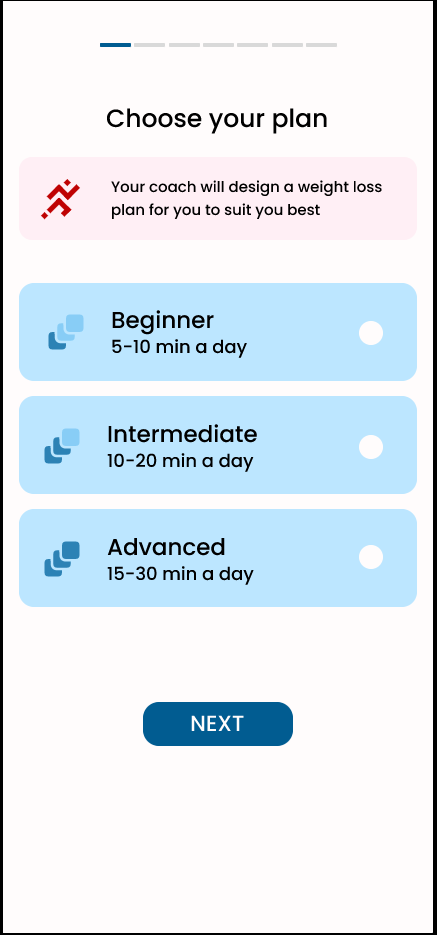 Choose your plan
Your coach will design a weight loss
plan for you to suit you best
Beginner
5-10 min a day
Intermediate
10-20 min a day
Advanced
15-30 min a day
NEXT